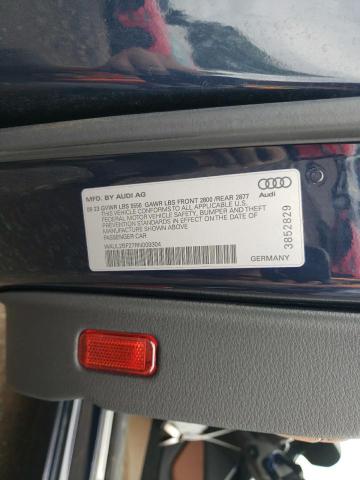 MFD. BY AUDI AG
09 23 GVWR LBS 5556 GAWR LBS FRONT 2800 /REAR 2877
THIS VEHICLE CONFORMS TO ALL APPLICABLE U.S.
FEDERAL MOTOR VEHICLE SAFETY, BUMPER AND THEFT
PREVENTION STANDARDS IN EFFECT ON THE DATE OF
MANUFACTURE SHOWN ABOVE
PASSENGER CAR
Audi
3852829
GERMANY